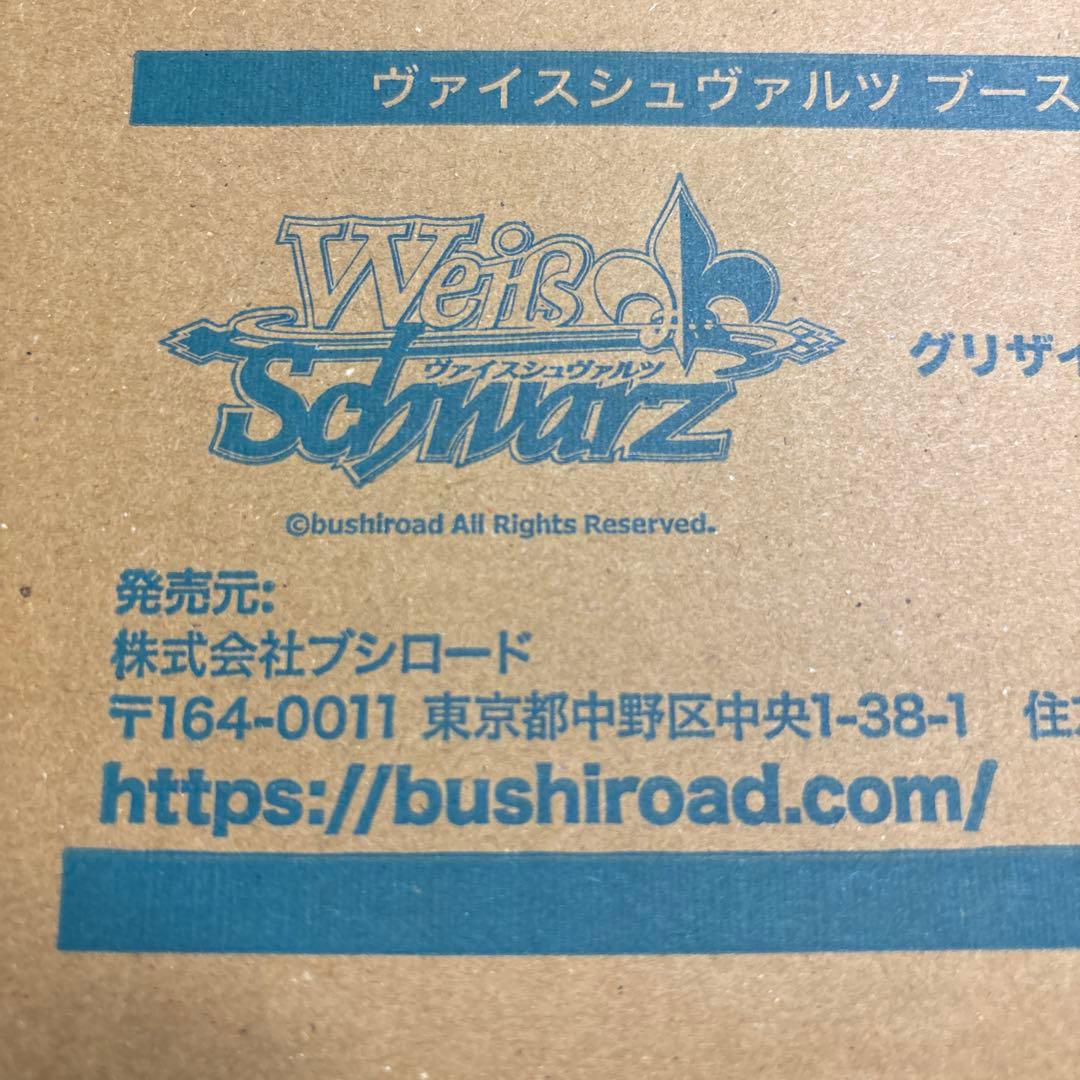 ヴァイスシュヴァルツ ブース
Weiß
Schwarz
ヴァイスシュヴァルツ
グリザイ
©bushiroad All Rights Reserved.
発売元:
株式会社ブシロード
〒164-0011 東京都中野区中央1-38-1 住
https://bushiroad.com/